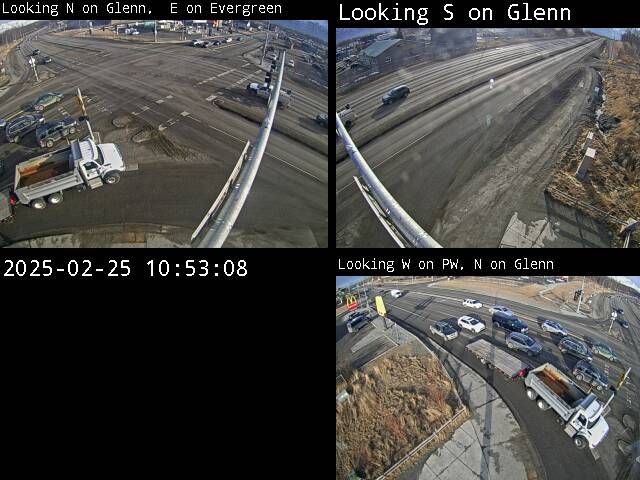 Looking N on Glenn,  E on Evergreen
Looking S on Glenn
2025-02-25 10:53:08
Looking W on PW, N on Glenn